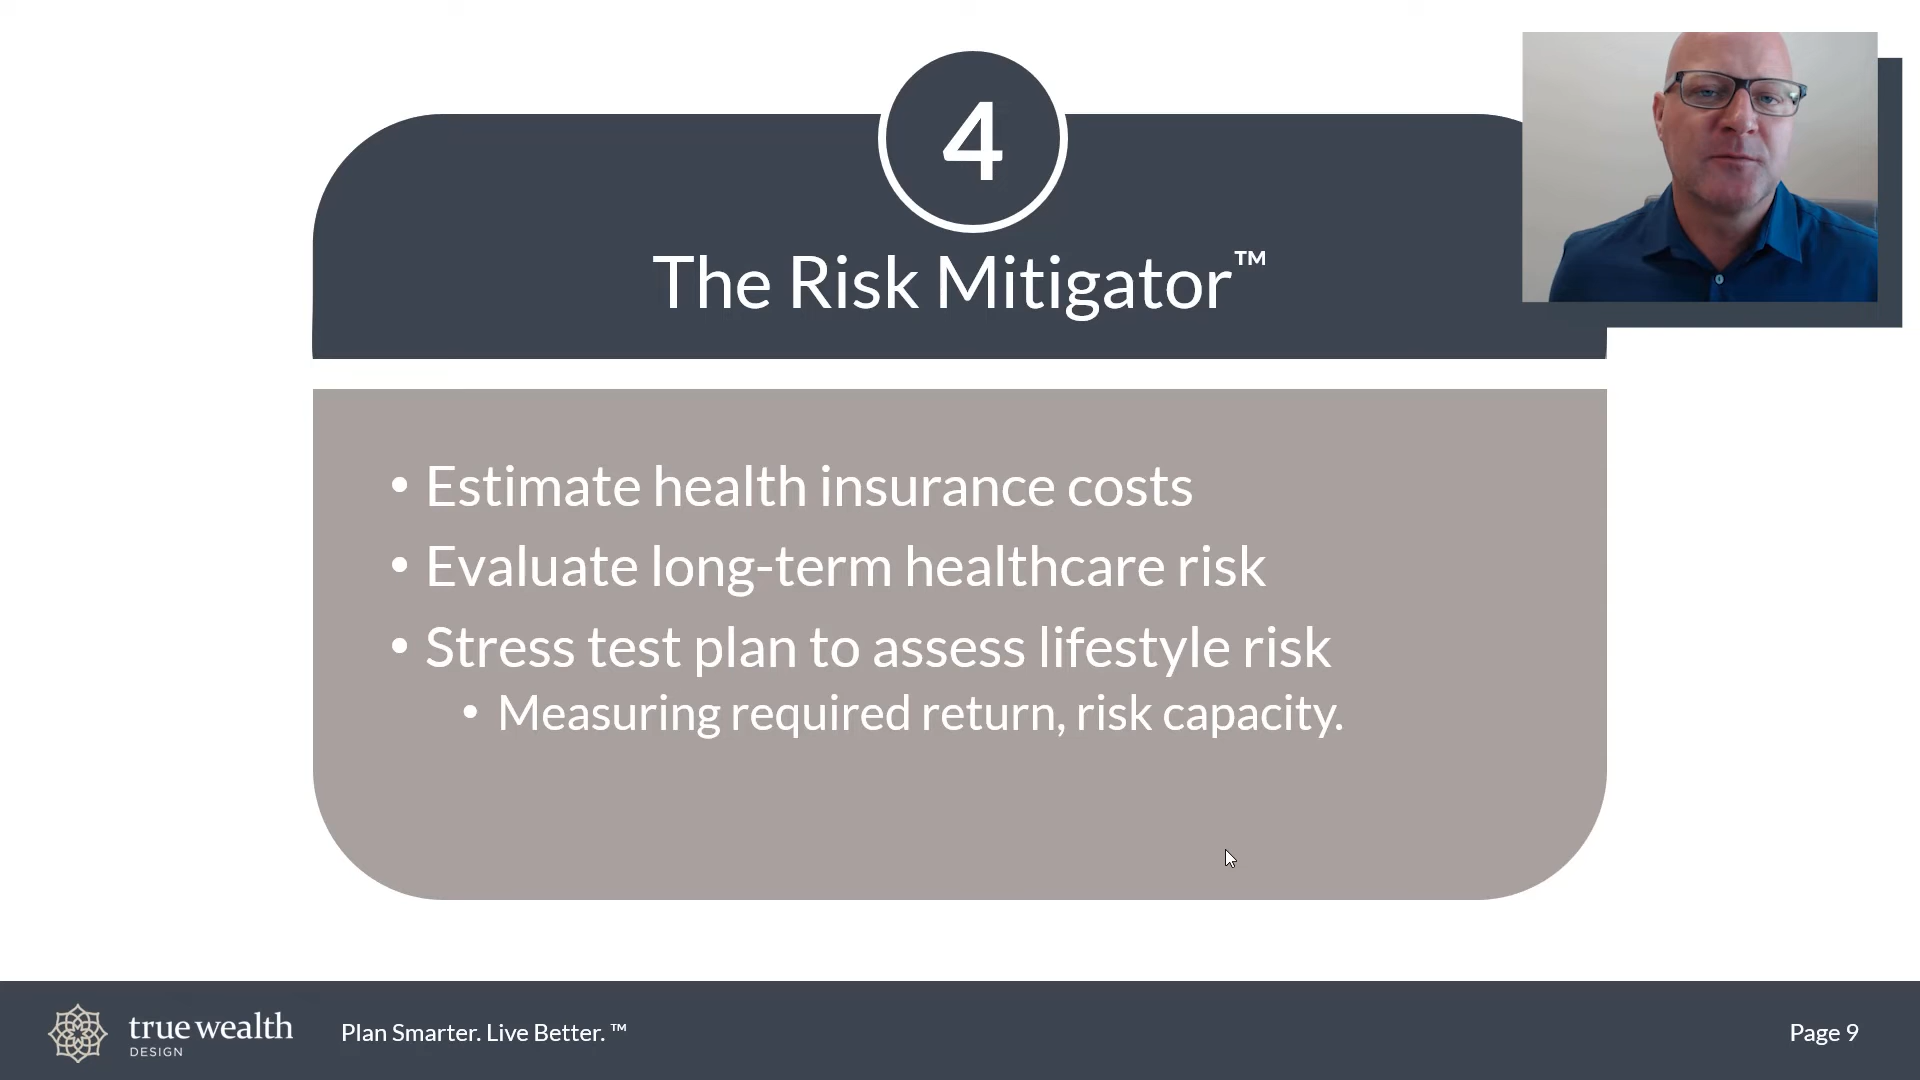 4
The Risk Mitigator™
• Estimate health insurance costs
• Evaluate long-term healthcare risk
• Stress test plan to assess lifestyle risk
• Measuring required return, risk capacity.
true wealth
DESIGN
Plan Smarter. Live Better. ™
Page 9